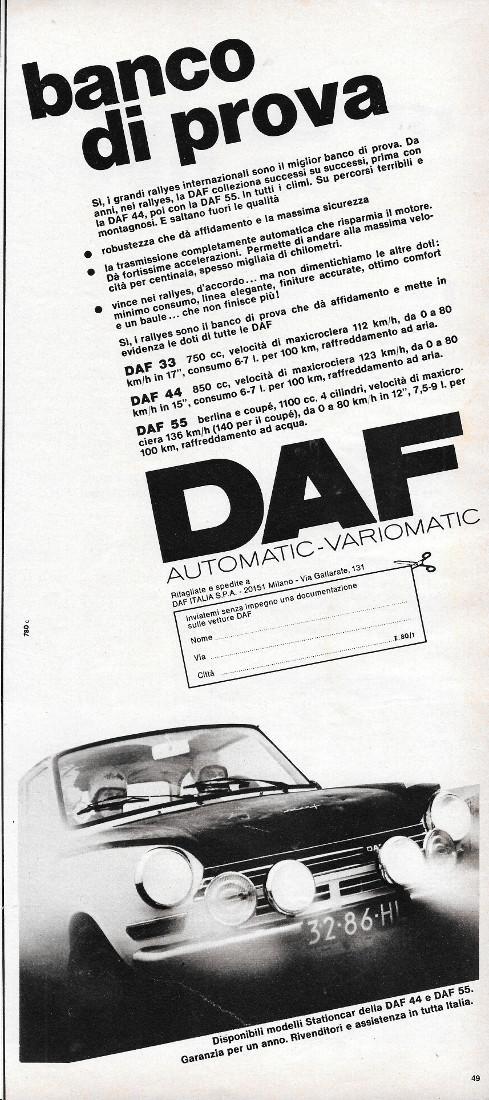 banco
di prova
Sì, i grandi rallyes internazionali sono il miglior banco di prova. Da
anni, nei rallyes, la DAF colleziona successi su successi, prima con
la DAF 44, poi con la DAF 55. In tutti i climi. Su percorsi terribili e
montagnosi. E saltano fuori le qualità
● robustezza che dà affidamento e la massima sicurezza
● la trasmissione completamente automatica che risparmia il motore.
Dà fortissime accelerazioni. Permette di andare alla massima velo-
cità per centinaia, spesso migliaia di chilometri.
● vince nei rallyes, d'accordo... ma non dimentichiamo le altre doti:
minimo consumo, linea elegante, finiture accurate, ottimo comfort
e un baule... che non finisce più!
Sì, i rallyes sono il banco di prova che dà affidamento e mette in
evidenza le doti di tutte le DAF
DAF 33 750 cc, velocità di maxicrociera 112 km/h, da 0 a 80
km/h in 17", consumo 6-7 l. per 100 km, raffreddamento ad aria.
DAF 44 850 cc, velocità di maxicrociera 123 km/h, da 0 a 80
km/h in 15", consumo 6-7 l. per 100 km, raffreddamento ad aria.
DAF 55 berlina e coupé, 1100 cc. 4 cilindri, velocità di maxicro-
ciera 136 km/h (140 per il coupé), da 0 a 80 km/h in 12", 7,5-9 l. per
100 km, raffreddamento ad acqua.
DAF
AUTOMATIC-VARIOMATIC
Ritagliate e spedite a
DAF ITALIA S.P.A. - 20151 Milano - Via Gallarate, 131
Inviatemi senza impegno una documentazione
sulle vetture DAF
Nome
Via
T.80/1
Città
780 c
DAF
32-86-H
Disponibili modelli Stationcar della DAF 44 e DAF 55.
Garanzia per un anno. Rivenditori e assistenza in tutta Italia.
49